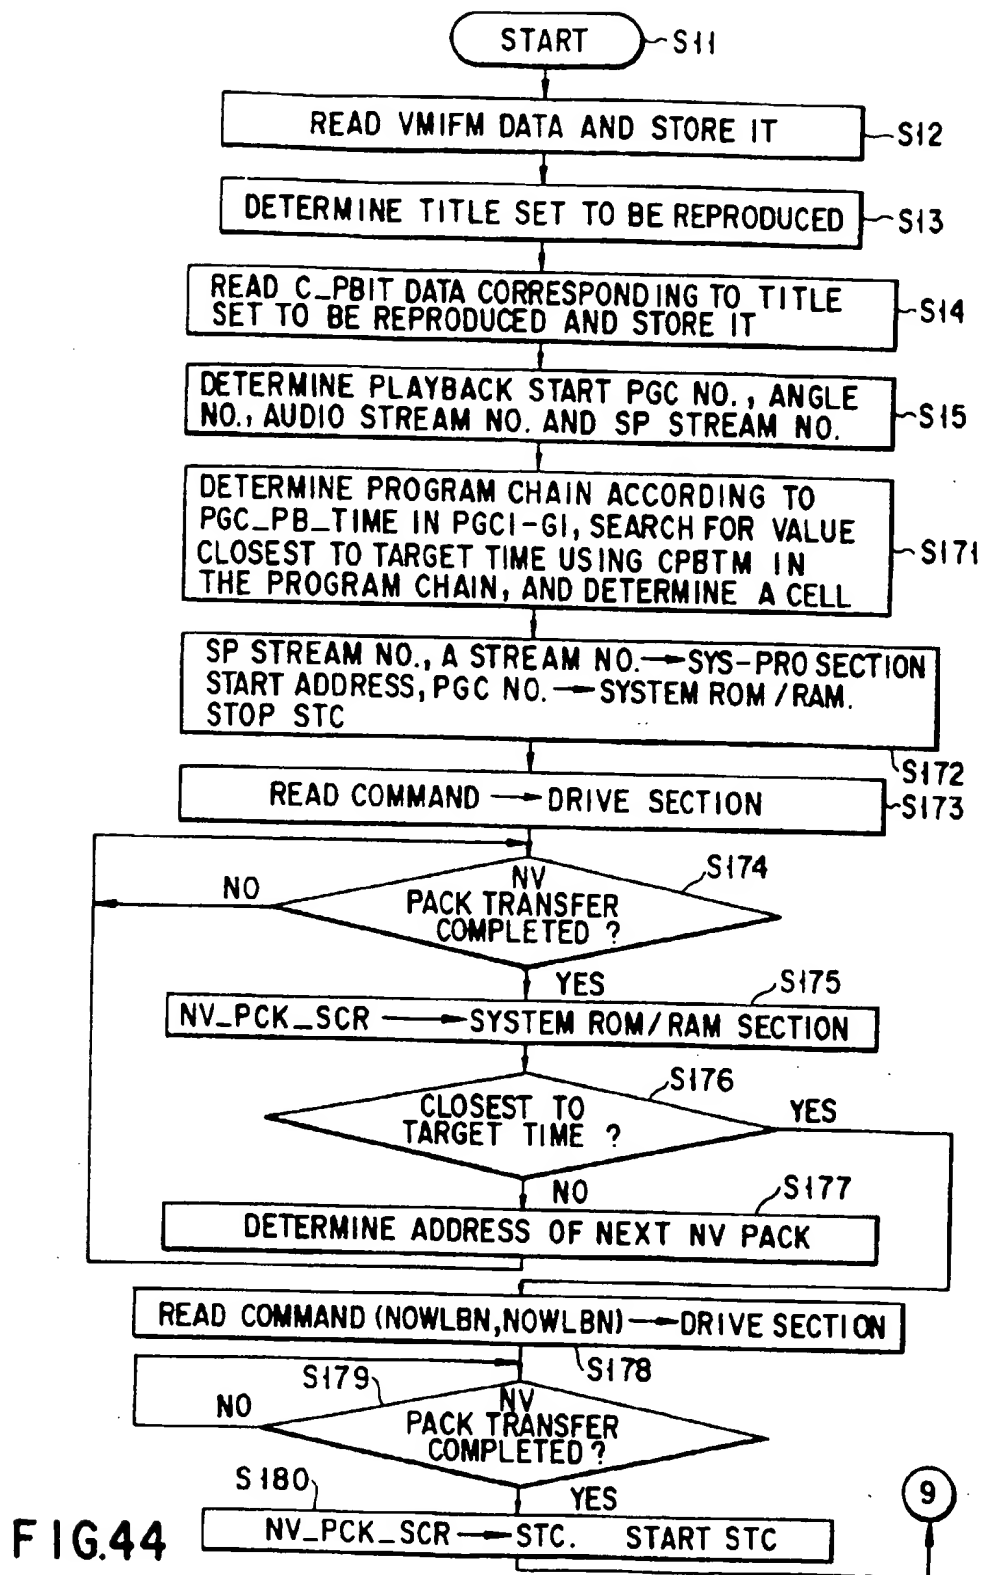 START
S11
READ VMIFM DATA AND STORE IT
S12
DETERMINE TITLE SET TO BE REPRODUCED
S13
READ C_PBIT DATA CORRESPONDING TO TITLE
SET TO BE REPRODUCED AND STORE IT
S14
DETERMINE PLAYBACK START PGC NO., ANGLE
NO., AUDIO STREAM NO. AND SP STREAM NO.
S15
DETERMINE PROGRAM CHAIN ACCORDING TO
PGC_PB_TIME IN PGCI-GI, SEARCH FOR VALUE
CLOSEST TO TARGET TIME USING CPBTM IN
THE PROGRAM CHAIN, AND DETERMINE A CELL
S171
SP STREAM NO., A STREAM NO. → SYS-PRO SECTION
START ADDRESS, PGC NO. → SYSTEM ROM / RAM.
STOP STC
S172
READ COMMAND → DRIVE SECTION
S173
S174
NV
PACK TRANSFER
COMPLETED ?
NO
YES
S175
NV_PCK_SCR → SYSTEM ROM/RAM SECTION
S176
CLOSEST TO
TARGET TIME ?
YES
NO
S177
DETERMINE ADDRESS OF NEXT NV PACK
READ COMMAND (NOWLBN,NOWLBN) → DRIVE SECTION
S178
S179
NV
PACK TRANSFER
COMPLETED ?
NO
YES
S180
NV_PCK_SCR → STC. START STC
9
FIG.44